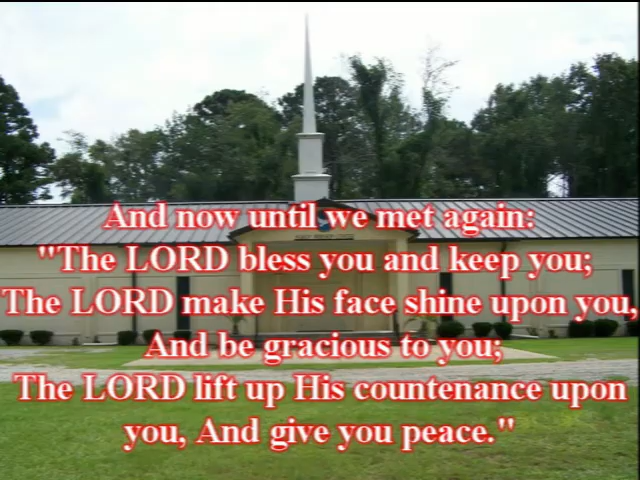 And now until we met again:
"The LORD bless you and keep you;
The LORD make His face shine upon you,
And be gracious to you;
The LORD lift up His countenance upon
you, And give you peace."